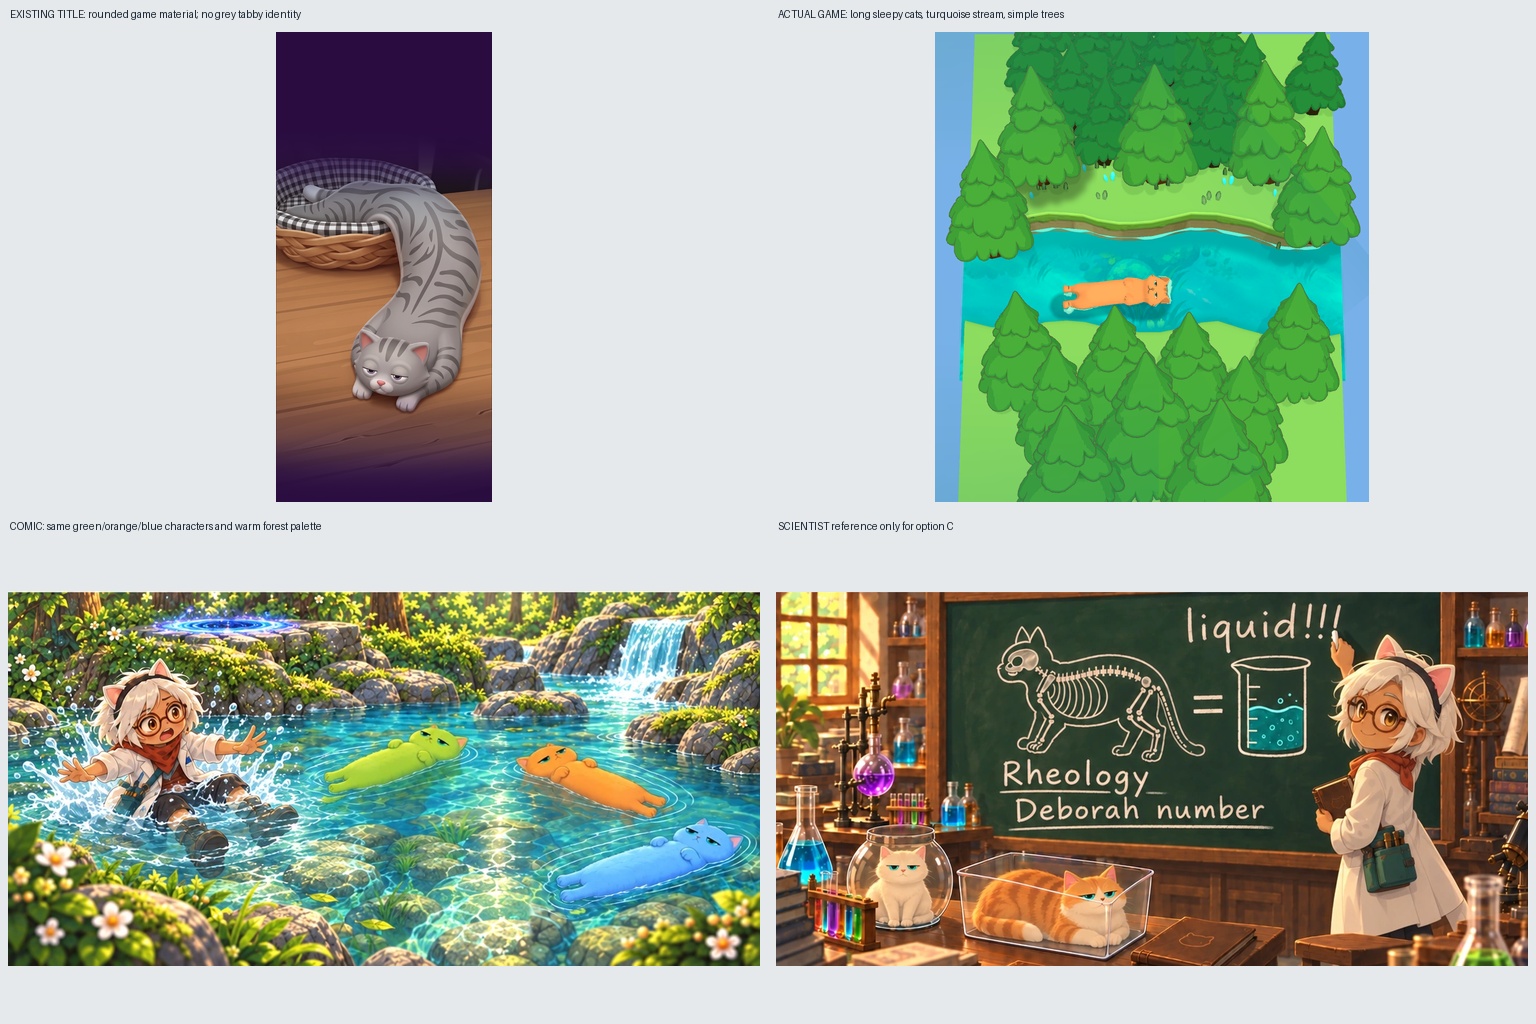 EXISTING TITLE: rounded game material; no grey tabby identity
ACTUAL GAME: long sleepy cats, turquoise stream, simple trees
COMIC: same green/orange/blue characters and warm forest palette
SCIENTIST reference only for option C
liquid!!!
=
Rheology
Deborah number